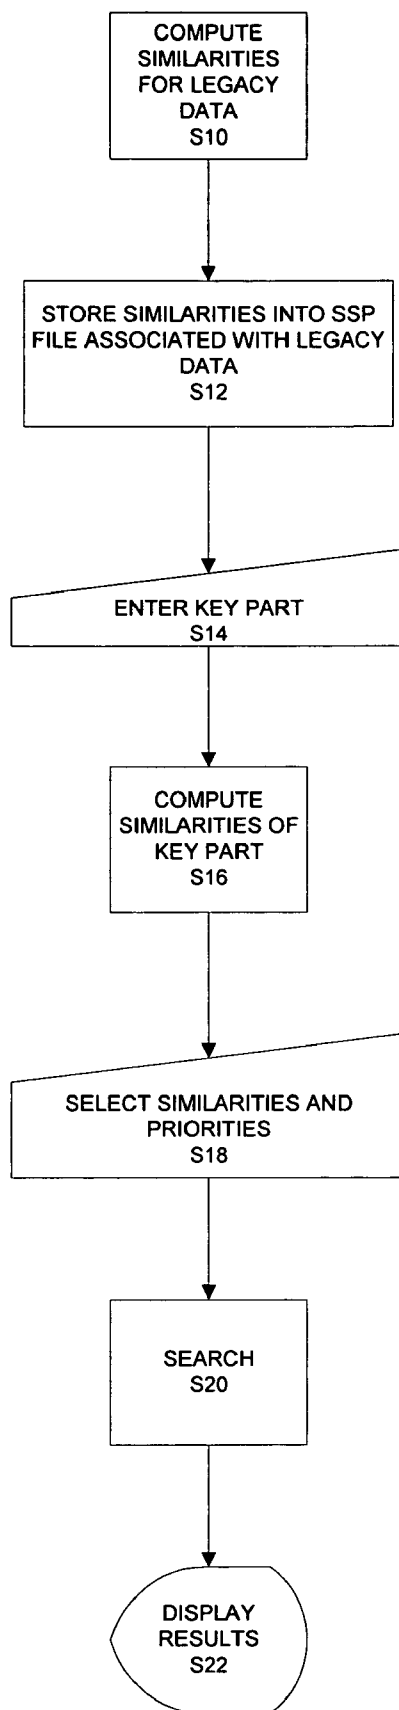 COMPUTE
SIMILARITIES
FOR LEGACY
DATA
S10
STORE SIMILARITIES INTO SSP
FILE ASSOCIATED WITH LEGACY
DATA
S12
ENTER KEY PART
S14
COMPUTE
SIMILARITIES OF
KEY PART
S16
SELECT SIMILARITIES AND
PRIORITIES
S18
SEARCH
S20
DISPLAY
RESULTS
S22